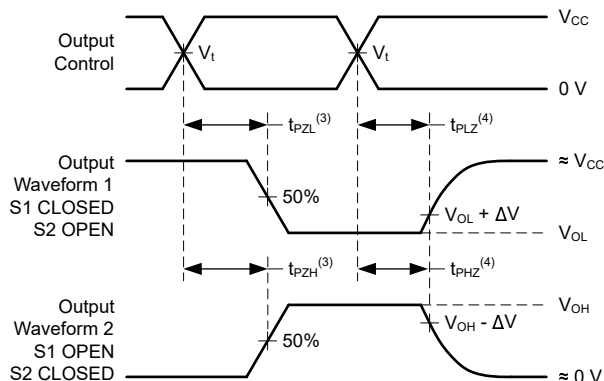 V_CC
Output
Control
V_t
V_t
0 V
t_PZL^(3)
t_PLZ^(4)
Output
Waveform 1
S1 CLOSED
S2 OPEN
≈ V_CC
50%
V_OL + ΔV
V_OL
t_PZH^(3)
t_PHZ^(4)
Output
Waveform 2
S1 OPEN
S2 CLOSED
V_OH
V_OH - ΔV
50%
≈ 0 V